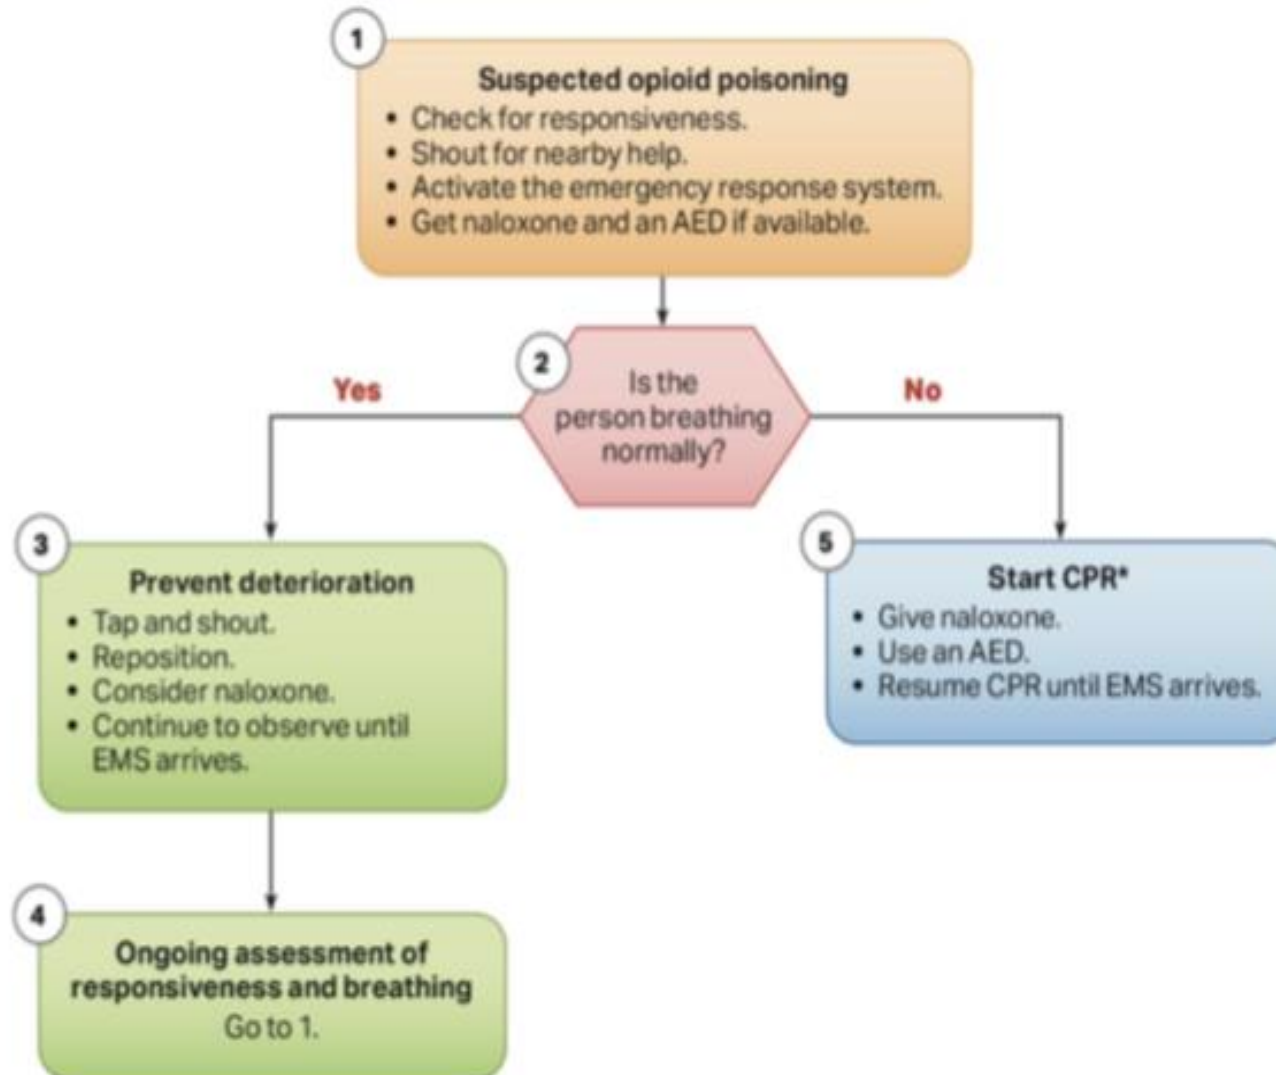 1
Suspected opioid poisoning
• Check for responsiveness.
• Shout for nearby help.
• Activate the emergency response system.
• Get naloxone and an AED if available.
2
Is the
person breathing
normally?
Yes
No
3
Prevent deterioration
• Tap and shout.
• Reposition.
• Consider naloxone.
• Continue to observe until
EMS arrives.
5
Start CPR*
• Give naloxone.
• Use an AED.
• Resume CPR until EMS arrives.
4
Ongoing assessment of
responsiveness and breathing
Go to 1.